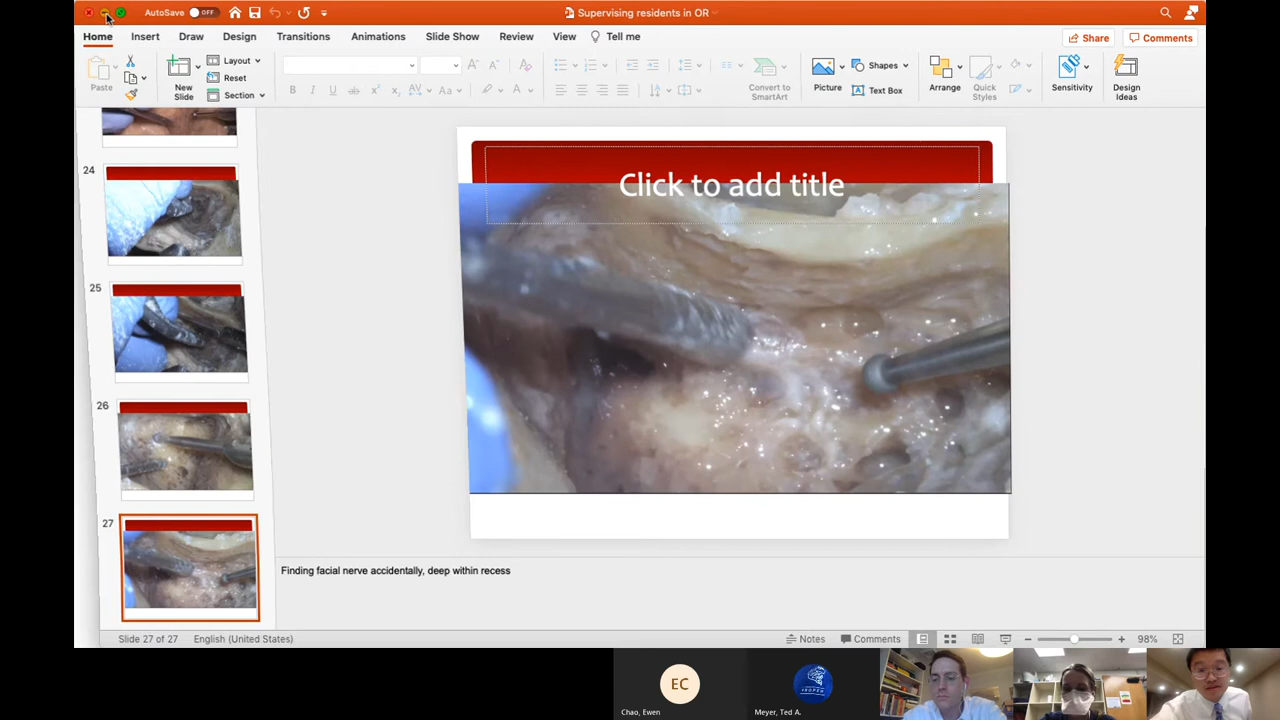 AutoSave OFF
Supervising residents in OR
Home Insert Draw Design Transitions Animations Slide Show Review View Tell me
Share Comments
Paste
New
Slide
Layout
Reset
Section
Convert to
SmartArt
Picture
Shapes
Text Box
Arrange
Quick
Styles
Sensitivity
Design
Ideas
24
25
26
27
Click to add title
Finding facial nerve accidentally, deep within recess
Slide 27 of 27 English (United States)
Notes Comments 98%
EC
Chao, Ewen
Meyer, Ted A.